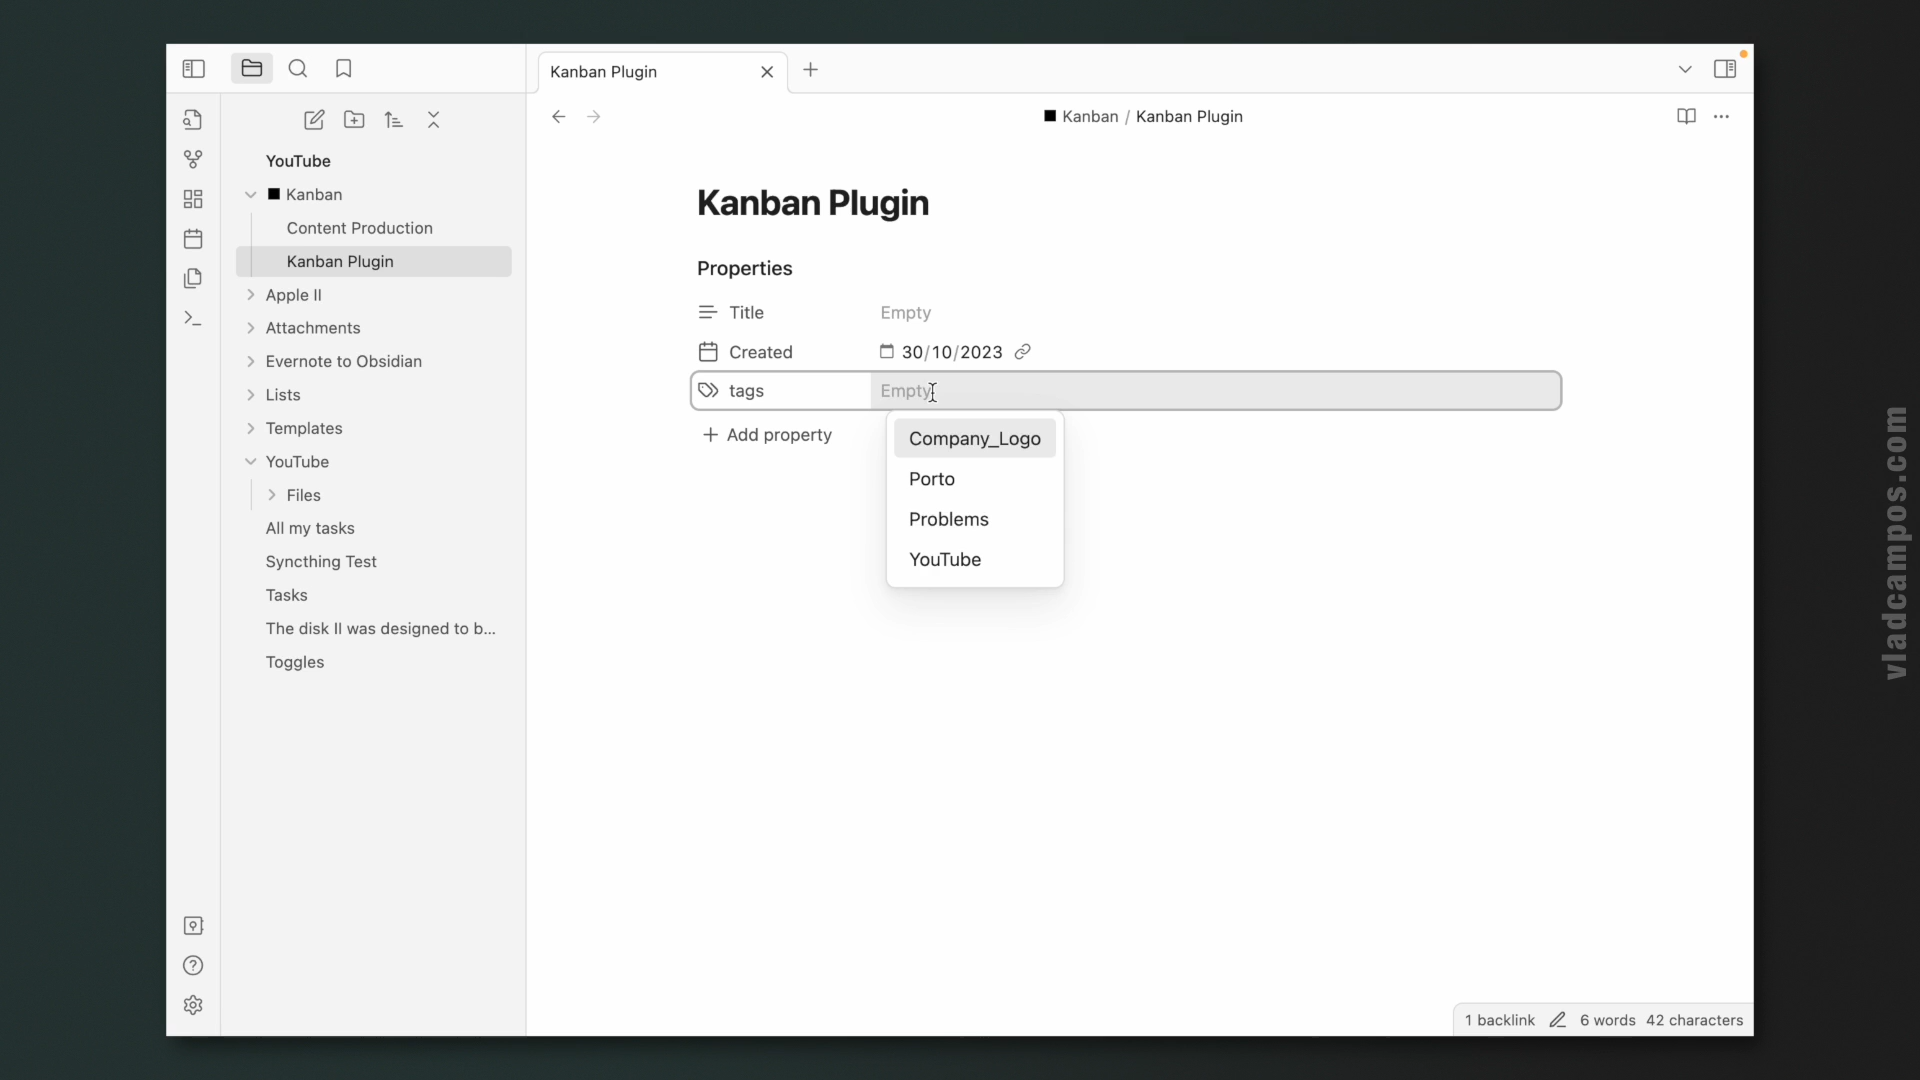 Kanban Plugin
Kanban / Kanban Plugin
YouTube
Kanban
Content Production
Kanban Plugin
Apple II
Attachments
Evernote to Obsidian
Lists
Templates
YouTube
Files
All my tasks
Syncthing Test
Tasks
The disk II was designed to b...
Toggles
Kanban Plugin
Properties
Title Empty
Created 30/10/2023
tags Empty
Add property
Company_Logo
Porto
Problems
YouTube
1 backlink 6 words 42 characters
vladcampos.com